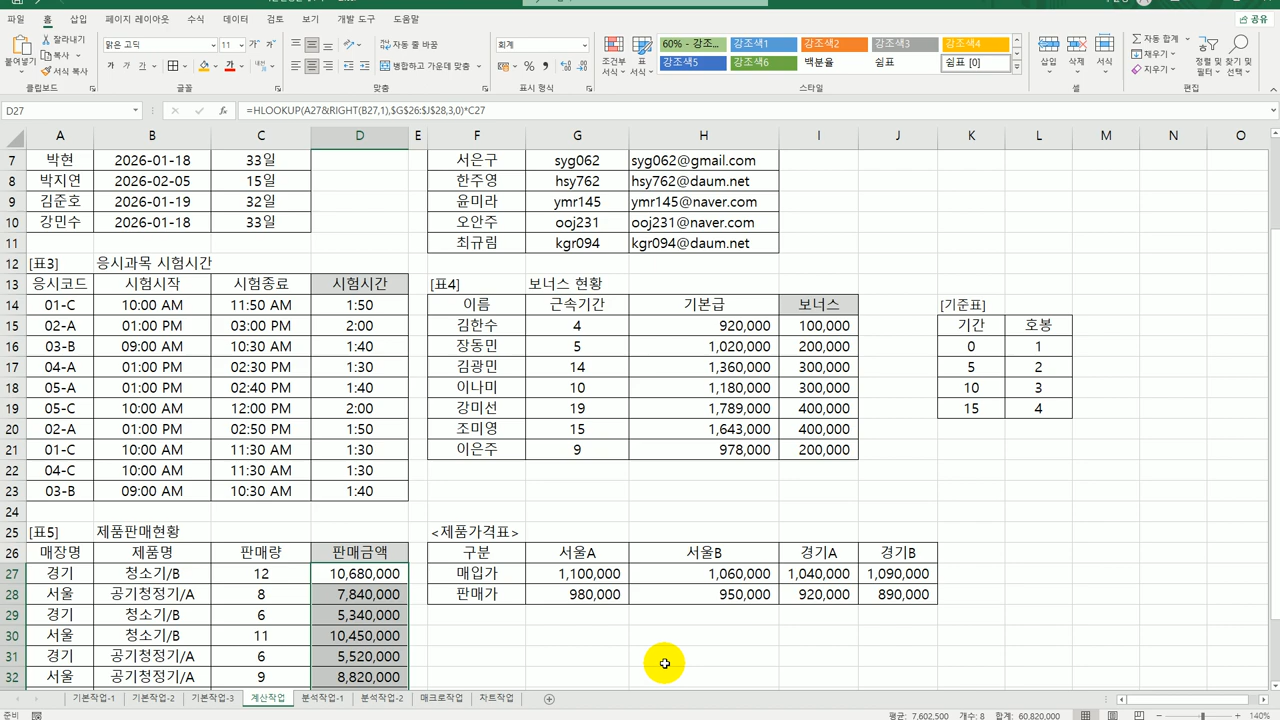 파일 홈 삽입 페이지 레이아웃 수식 데이터 검토 보기 개발 도구 도움말 공유
붙여넣기 잘라내기 복사 서식 복사 클립보드
맑은 고딕 11 가 가 가 가 글꼴
자동 줄 바꿈 병합하고 가운데 맞춤 맞춤
회계 % 표시 형식
조건부 서식 표 서식
60% - 강조... 강조색1 강조색2 강조색3 강조색4
강조색5 강조색6 백분율 쉼표 쉼표 [0]
스타일
삽입 삭제 서식 셀
자동 합계 채우기 지우기 정렬 및 필터 찾기 및 선택 편집
D27 fx =HLOOKUP(A27&RIGHT(B27,1),$G$26:$J$28,3,0)*C27
A B C D E F G H I J K L M N O
7 박현 2026-01-18 33일 서은구 syg062 syg062@gmail.com
8 박지연 2026-02-05 15일 한주영 hsy762 hsy762@daum.net
9 김준호 2026-01-19 32일 윤미라 ymr145 ymr145@naver.com
10 강민수 2026-01-18 33일 오안주 ooj231 ooj231@naver.com
11 최규림 kgr094 kgr094@daum.net
12 [표3] 응시과목 시험시간
13 응시코드 시험시작 시험종료 시험시간 [표4] 보너스 현황
14 01-C 10:00 AM 11:50 AM 1:50 이름 근속기간 기본급 보너스 [기준표]
15 02-A 01:00 PM 03:00 PM 2:00 김한수 4 920,000 100,000 기간 호봉
16 03-B 09:00 AM 10:30 AM 1:40 장동민 5 1,020,000 200,000 0 1
17 04-A 01:00 PM 02:30 PM 1:30 김광민 14 1,360,000 300,000 5 2
18 05-A 01:00 PM 02:40 PM 1:40 이나미 10 1,180,000 300,000 10 3
19 05-C 10:00 AM 12:00 PM 2:00 강미선 19 1,789,000 400,000 15 4
20 02-A 01:00 PM 02:50 PM 1:50 조미영 15 1,643,000 400,000
21 01-C 10:00 AM 11:30 AM 1:30 이은주 9 978,000 200,000
22 04-C 10:00 AM 11:30 AM 1:30
23 03-B 09:00 AM 10:30 AM 1:40
24
25 [표5] 제품판매현황 <제품가격표>
26 매장명 제품명 판매량 판매금액 구분 서울A 서울B 경기A 경기B
27 경기 청소기/B 12 10,680,000 매입가 1,100,000 1,060,000 1,040,000 1,090,000
28 서울 공기청정기/A 8 7,840,000 판매가 980,000 950,000 920,000 890,000
29 경기 청소기/B 6 5,340,000
30 서울 청소기/B 11 10,450,000
31 경기 공기청정기/A 6 5,520,000
32 서울 공기청정기/A 9 8,820,000
기본작업-1 기본작업-2 기본작업-3 계산작업 분석작업-1 분석작업-2 매크로작업 차트작업
준비 평균: 7,602,500 개수: 8 합계: 60,820,000 140%